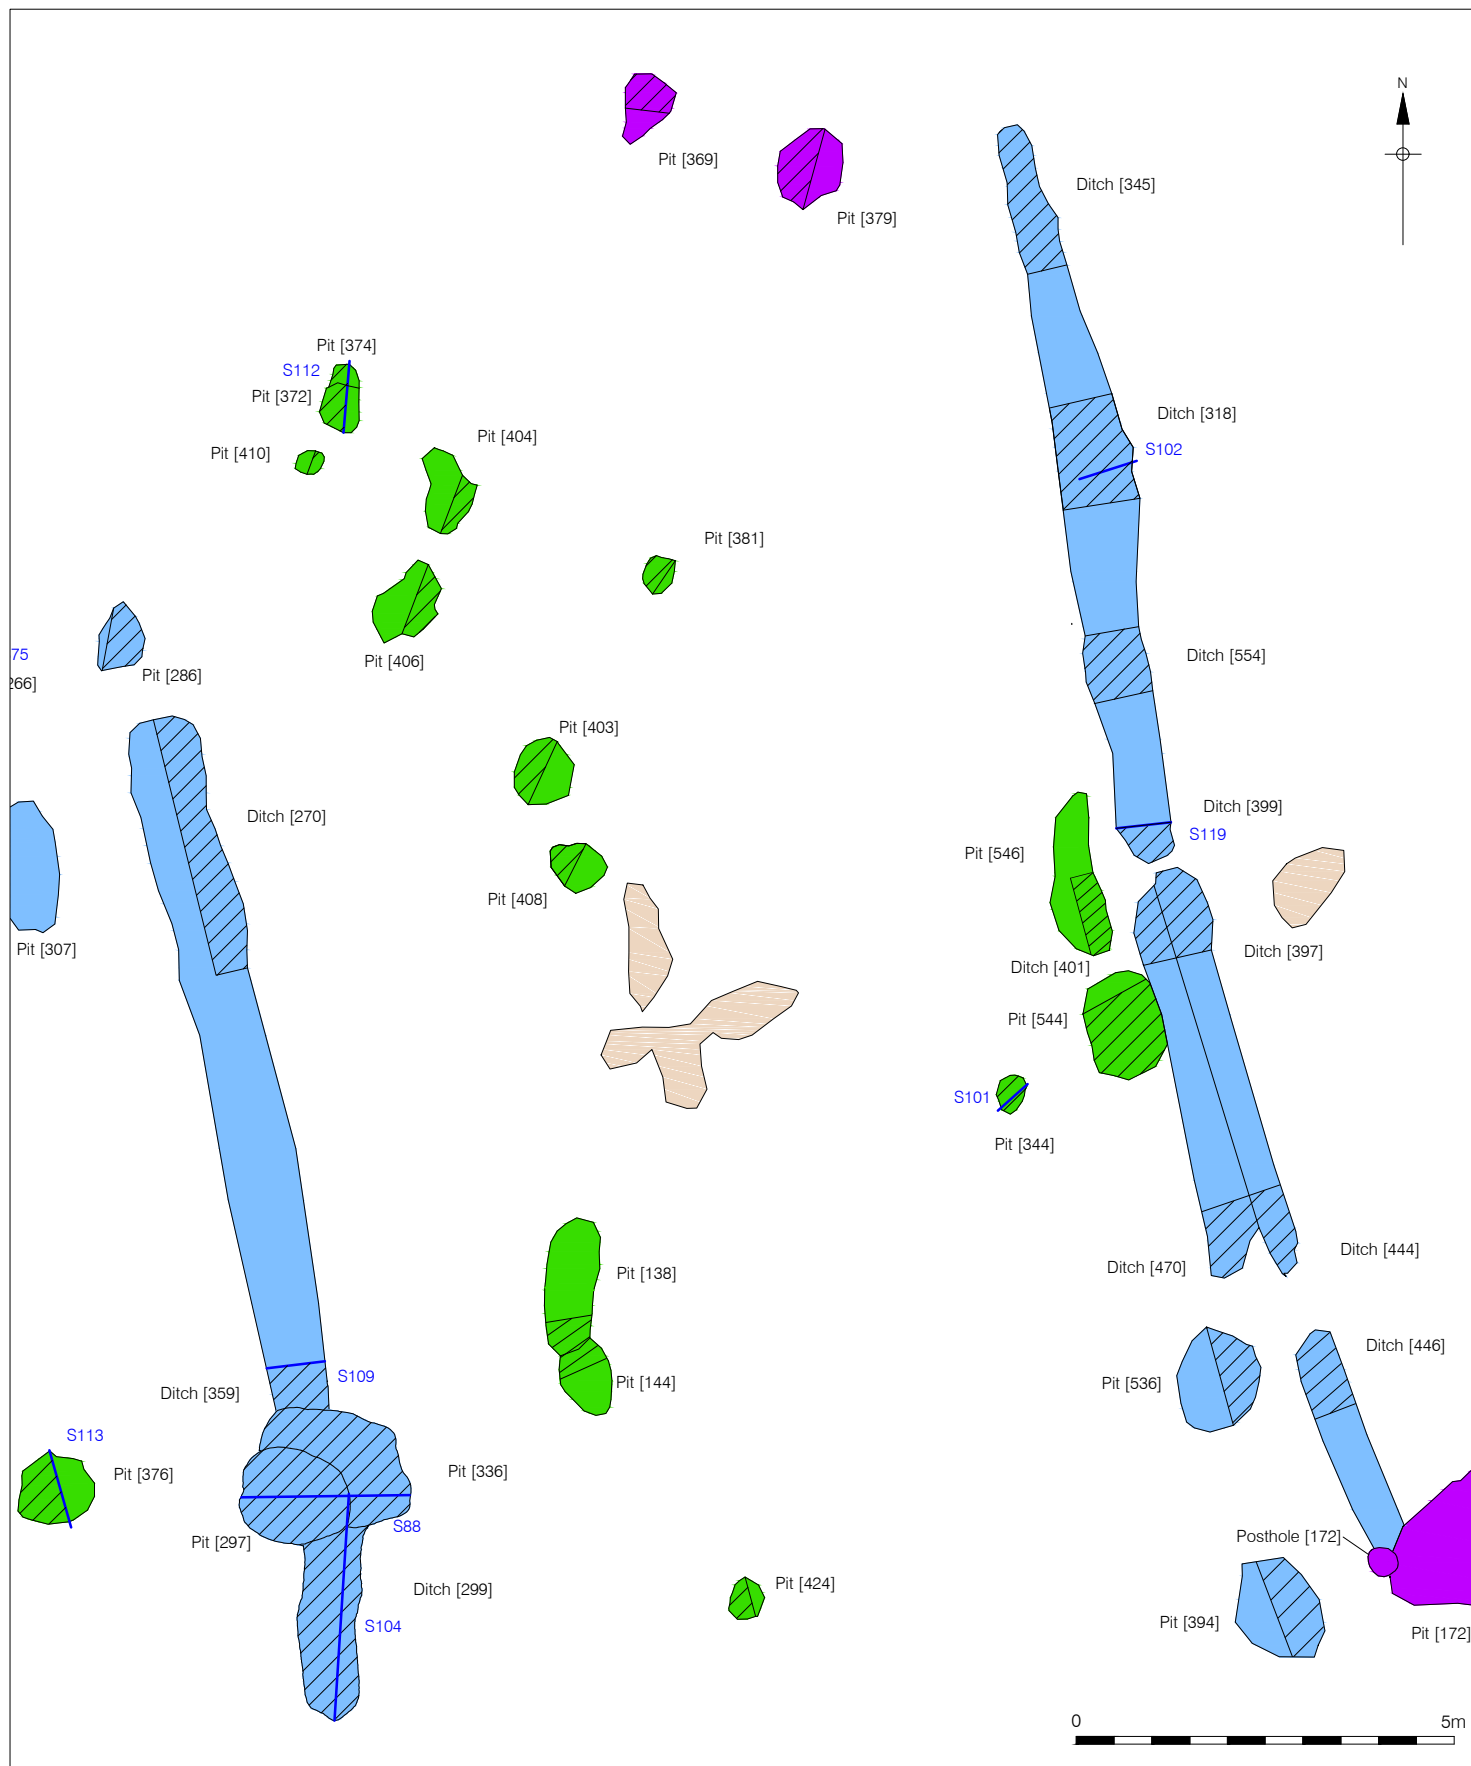 N
Pit [369]
Ditch [345]
Pit [379]
Pit [374]
S112
Pit [372]
Ditch [318]
Pit [404]
S102
Pit [410]
Pit [381]
75
266]
Pit [406]
Ditch [554]
Pit [286]
Pit [403]
Ditch [399]
Ditch [270]
S119
Pit [546]
Pit [408]
Pit [307]
Ditch [397]
Ditch [401]
Pit [544]
S101
Pit [344]
Ditch [444]
Pit [138]
Ditch [470]
Ditch [446]
S109
Pit [144]
Pit [536]
Ditch [359]
S113
Pit [376]
Pit [336]
S88
Pit [297]
Posthole [172]
Ditch [299]
Pit [424]
S104
Pit [394]
Pit [172]
0
5m